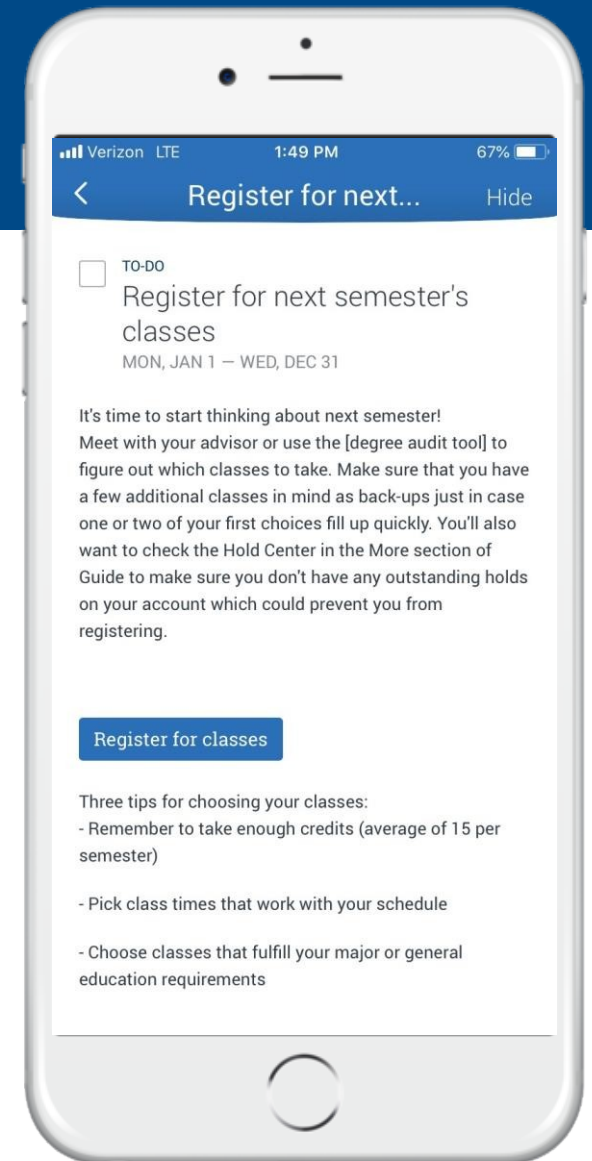 Verizon LTE 1:49 PM 67%
Register for next... Hide
TO-DO
Register for next semester's
classes
MON, JAN 1 — WED, DEC 31
It's time to start thinking about next semester!
Meet with your advisor or use the [degree audit tool] to
figure out which classes to take. Make sure that you have
a few additional classes in mind as back-ups just in case
one or two of your first choices fill up quickly. You'll also
want to check the Hold Center in the More section of
Guide to make sure you don't have any outstanding holds
on your account which could prevent you from
registering.
Register for classes
Three tips for choosing your classes:
- Remember to take enough credits (average of 15 per
semester)
- Pick class times that work with your schedule
- Choose classes that fulfill your major or general
education requirements